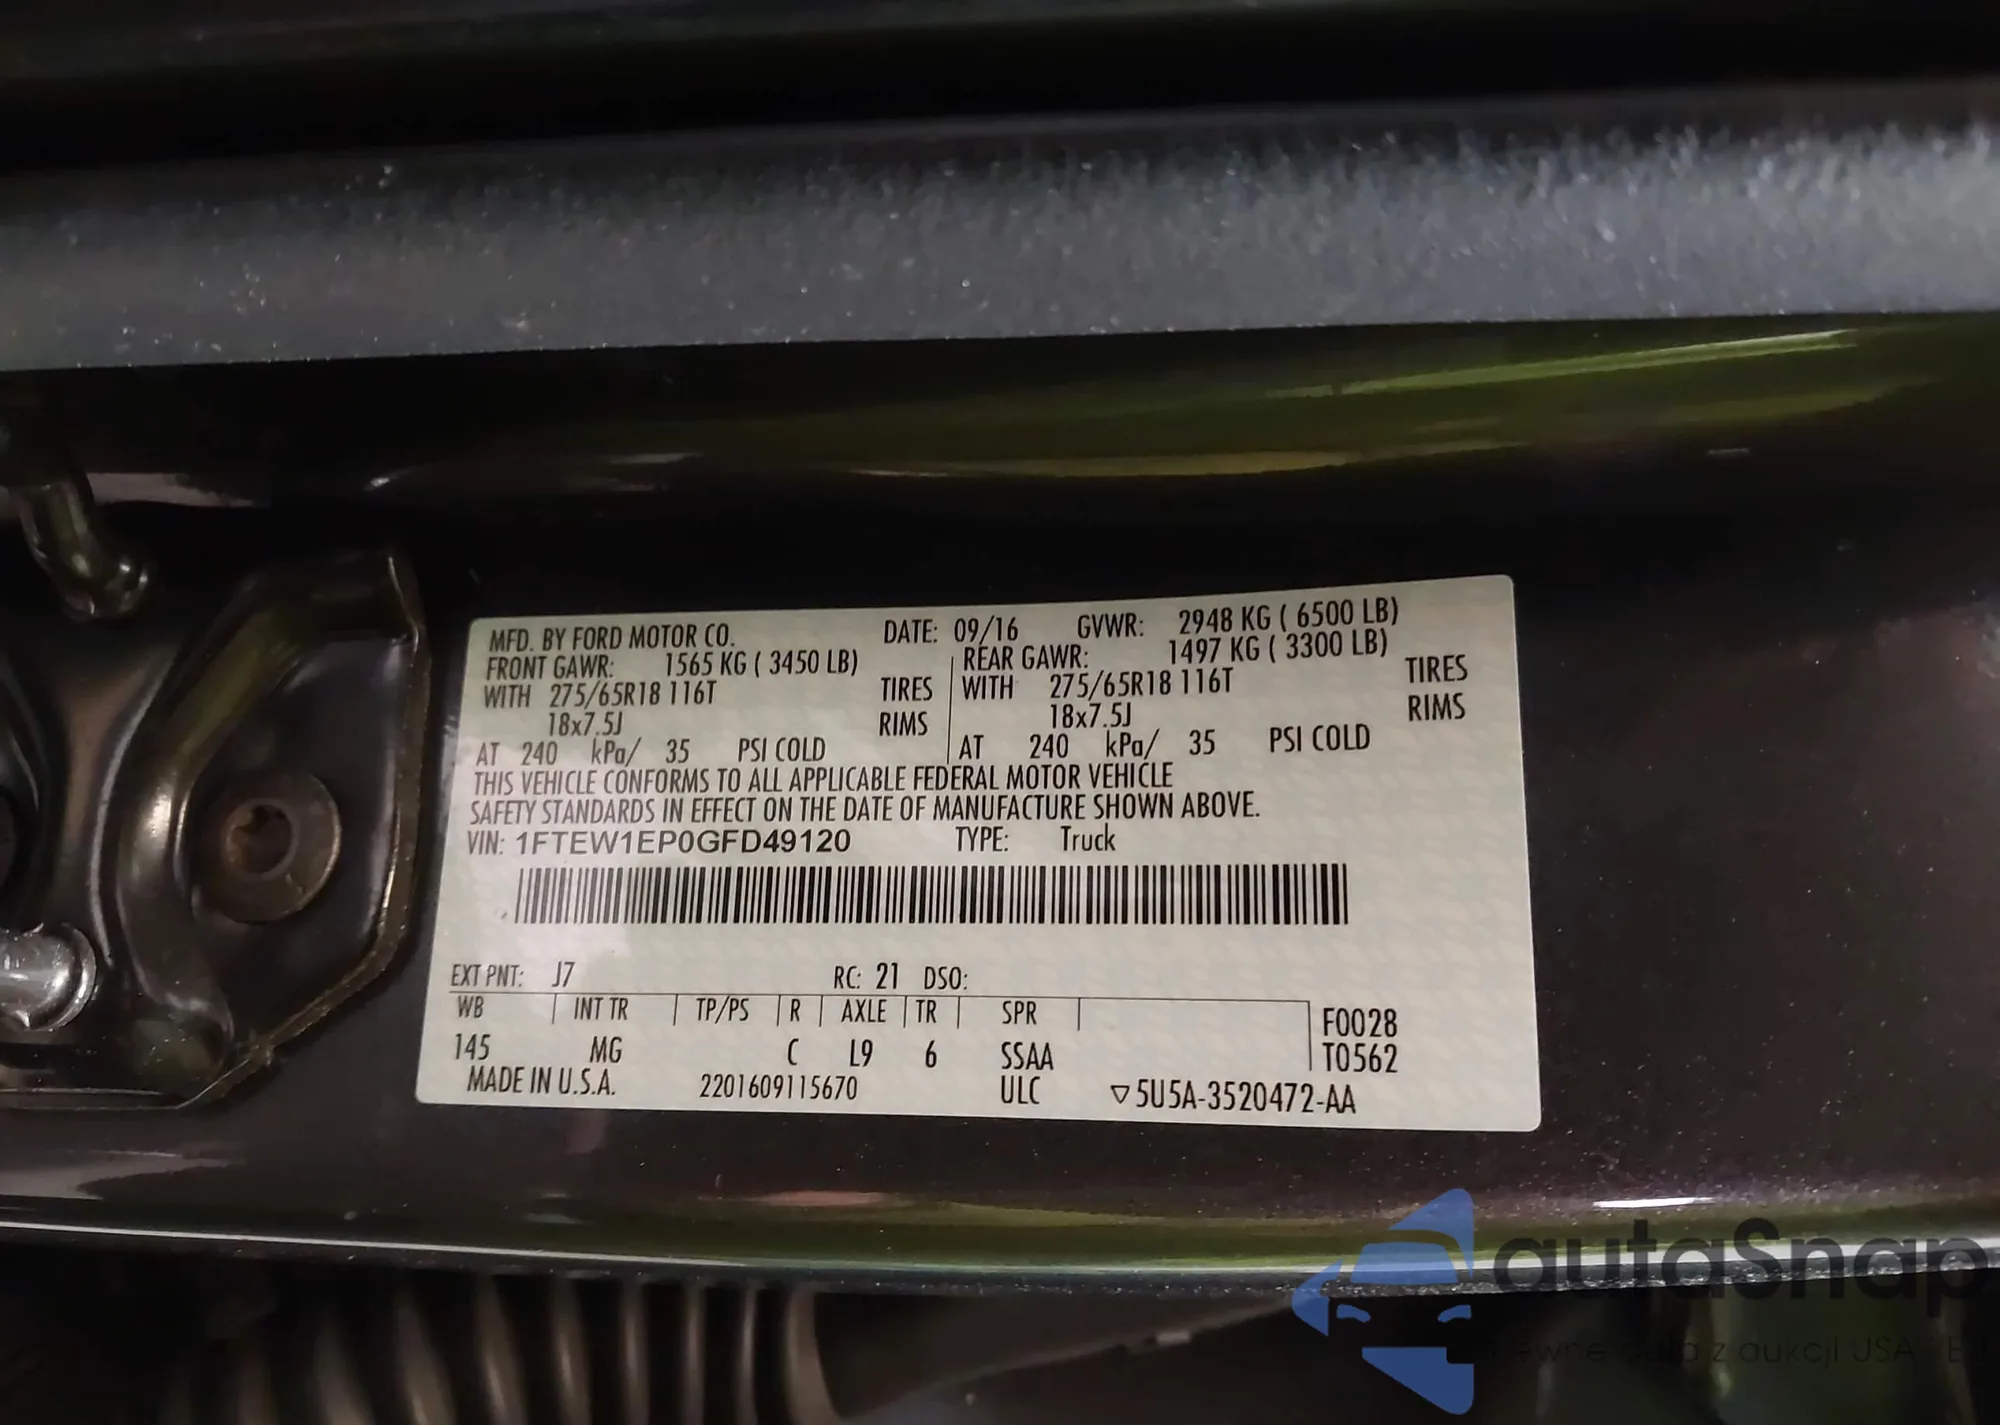 MFD. BY FORD MOTOR CO. DATE: 09/16 GVWR: 2948 KG ( 6500 LB)
FRONT GAWR: 1565 KG ( 3450 LB) REAR GAWR: 1497 KG ( 3300 LB)
WITH 275/65R18 116T TIRES WITH 275/65R18 116T TIRES
18x7.5J RIMS 18x7.5J RIMS
AT 240 kPa/ 35 PSI COLD AT 240 kPa/ 35 PSI COLD
THIS VEHICLE CONFORMS TO ALL APPLICABLE FEDERAL MOTOR VEHICLE
SAFETY STANDARDS IN EFFECT ON THE DATE OF MANUFACTURE SHOWN ABOVE.
VIN: 1FTEW1EP0GFD49120 TYPE: Truck
EXT PNT: J7 RC: 21 DSO:
WB INT TR TP/PS R AXLE TR SPR F0028
145 MG C L9 6 SSAA T0562
MADE IN U.S.A. 2201609115670 ULC ▽5U5A-3520472-AA
autaSnap
auta z aukcji USA